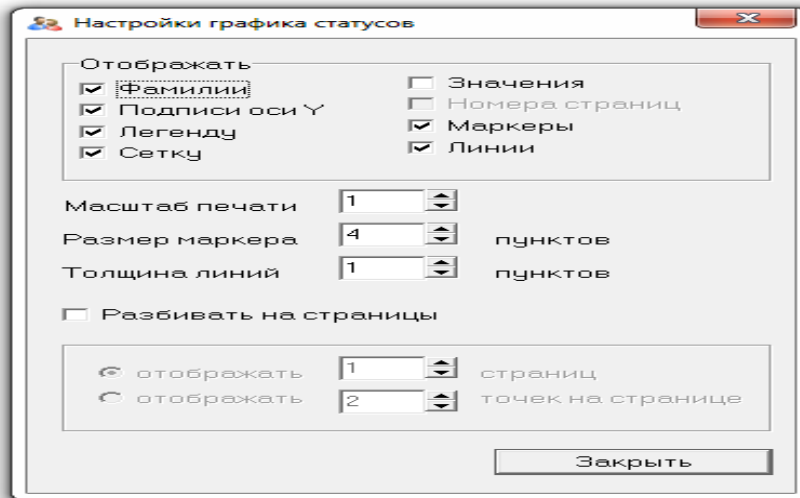 Настройки графика статусов
Отображать
Фамилии
Подписи оси Y
Легенду
Сетку
Значения
Номера страниц
Маркеры
Линии
Масштаб печати 1
Размер маркера 4 пунктов
Толщина линий 1 пунктов
Разбивать на страницы
отображать 1 страниц
отображать 2 точек на странице
Закрыть